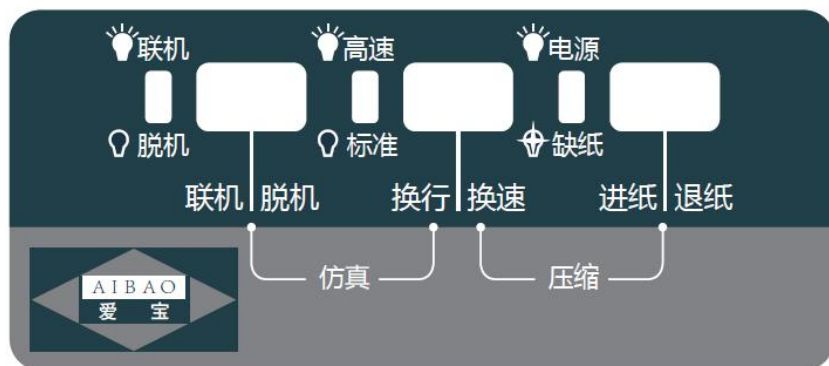 联机 高速 电源
脱机 标准 缺纸
联机 脱机 换行 换速 进纸 退纸
仿真 压缩
AIBAO
爱宝